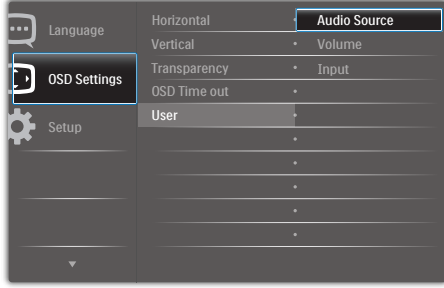 Language
OSD Settings
Setup
Horizontal
Vertical
Transparency
OSD Time out
User
Audio Source
Volume
Input